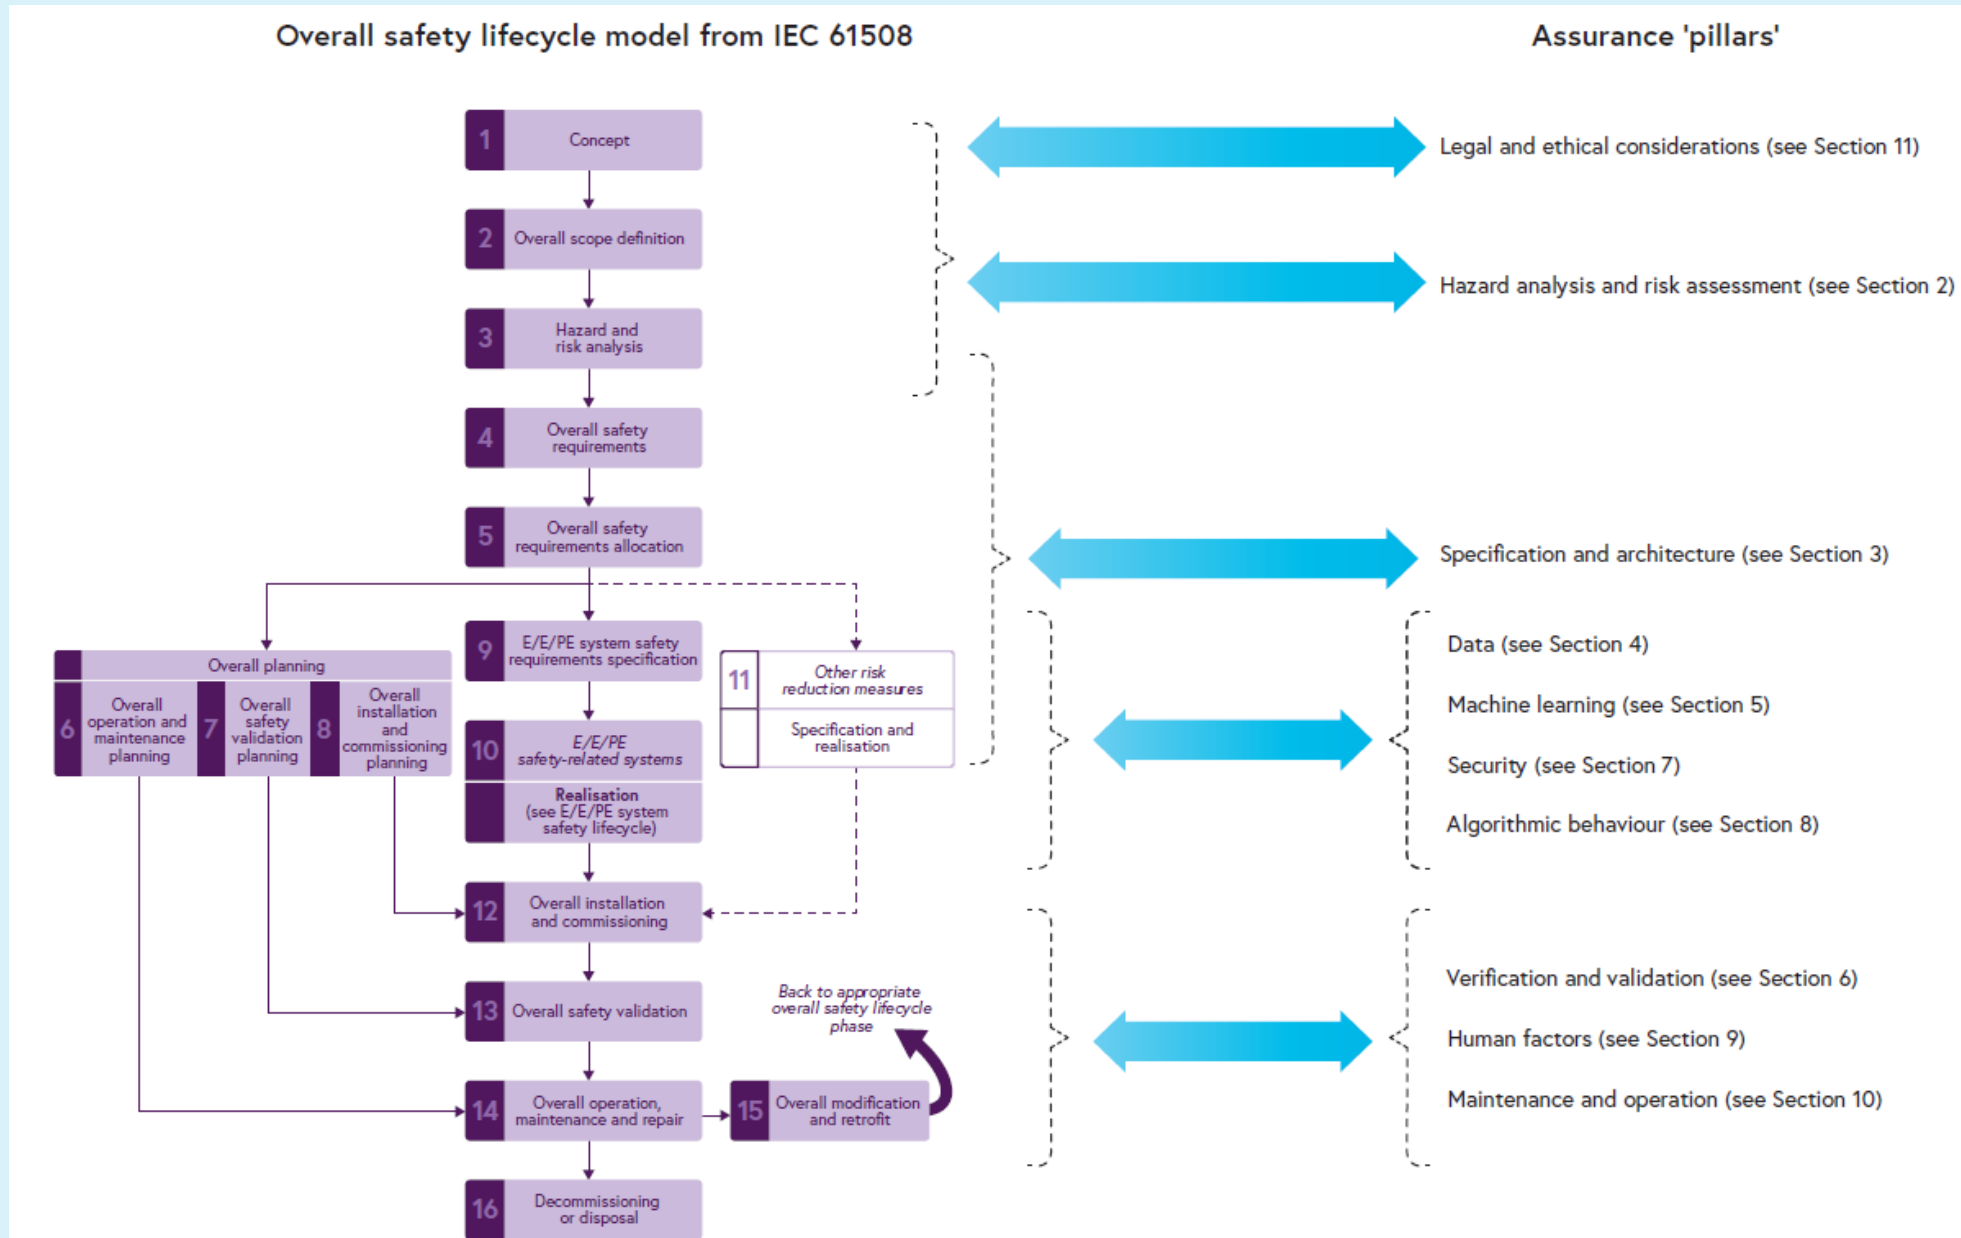 Overall safety lifecycle model from IEC 61508
Assurance 'pillars'
1
Concept
2
Overall scope definition
3
Hazard and
risk analysis
4
Overall safety
requirements
5
Overall safety
requirements allocation
Overall planning
6
Overall
operation and
maintenance
planning
7
Overall
safety
validation
planning
8
Overall
installation
and
commissioning
planning
9
E/E/PE system safety
requirements specification
10
E/E/PE
safety-related systems
Realisation
(see E/E/PE system
safety lifecycle)
11
Other risk
reduction measures
Specification and
realisation
12
Overall installation
and commissioning
13
Overall safety validation
Back to appropriate
overall safety lifecycle
phase
14
Overall operation,
maintenance and repair
15
Overall modification
and retrofit
16
Decommissioning
or disposal
Legal and ethical considerations (see Section 11)
Hazard analysis and risk assessment (see Section 2)
Specification and architecture (see Section 3)
Data (see Section 4)
Machine learning (see Section 5)
Security (see Section 7)
Algorithmic behaviour (see Section 8)
Verification and validation (see Section 6)
Human factors (see Section 9)
Maintenance and operation (see Section 10)